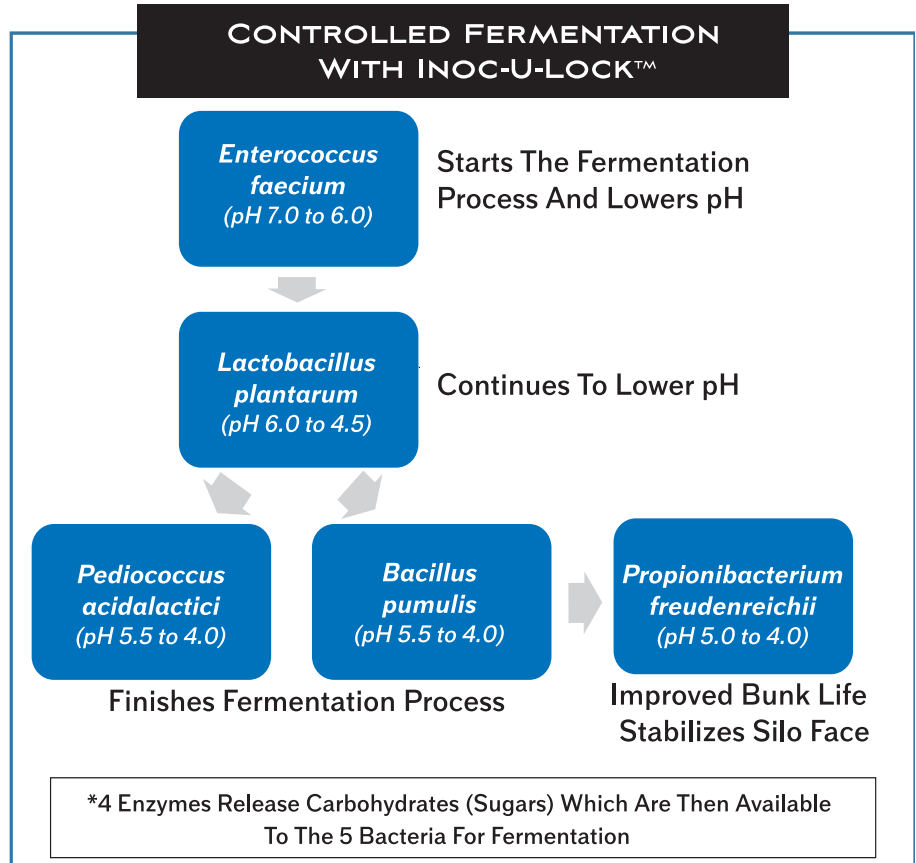 CONTROLLED FERMENTATION
WITH INOC-U-LOCK™
Enterococcus
faecium
(pH 7.0 to 6.0)
Starts The Fermentation
Process And Lowers pH
Lactobacillus
plantarum
(pH 6.0 to 4.5)
Continues To Lower pH
Pediococcus
acidalactici
(pH 5.5 to 4.0)
Bacillus
pumulis
(pH 5.5 to 4.0)
Propionibacterium
freudenreichii
(pH 5.0 to 4.0)
Finishes Fermentation Process
Improved Bunk Life
Stabilizes Silo Face
*4 Enzymes Release Carbohydrates (Sugars) Which Are Then Available
To The 5 Bacteria For Fermentation